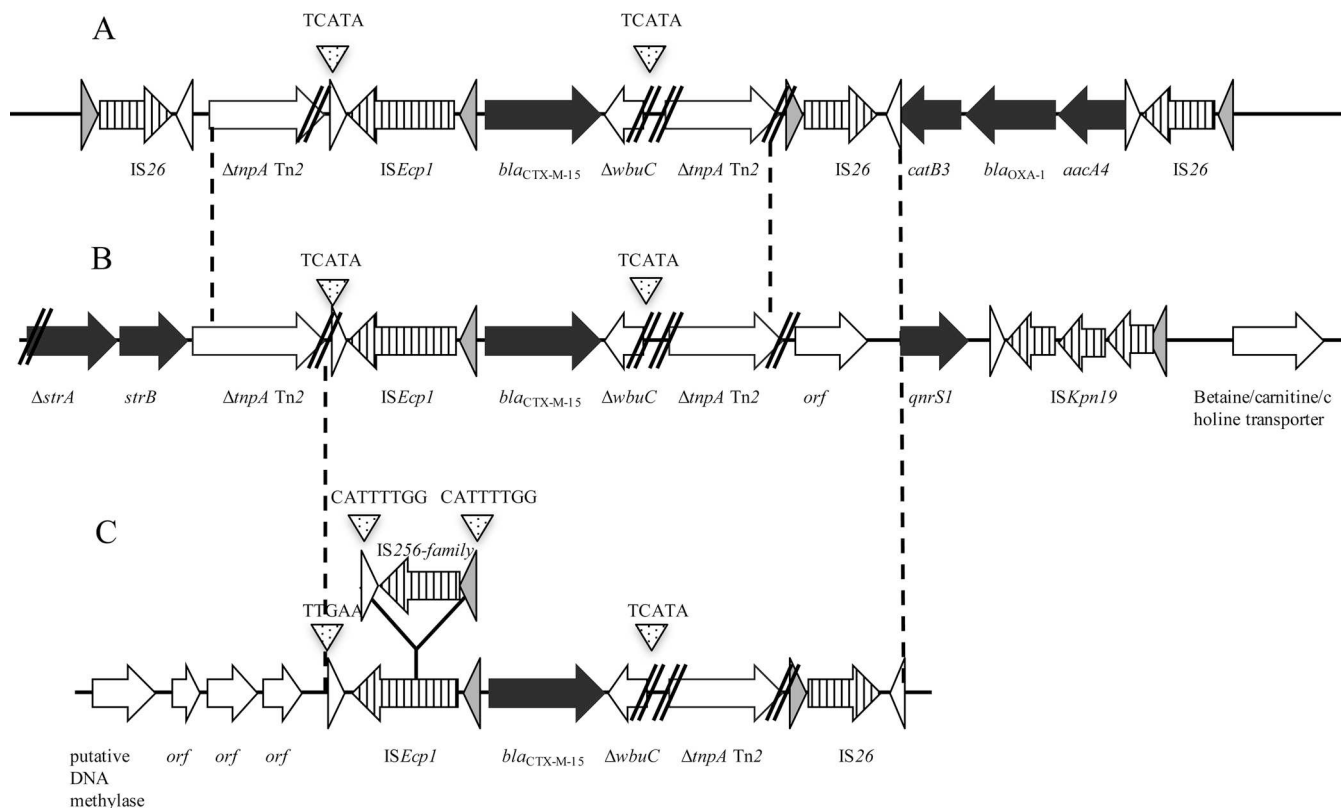 A
TCATA TCATA
IS26 ΔtnpA Tn2 ISEcp1 blaCTX-M-15 ΔwbuC ΔtnpA Tn2 IS26 catB3 blaOXA-1 aacA4 IS26
B
TCATA TCATA
ΔstrA strB ΔtnpA Tn2 ISEcp1 blaCTX-M-15 ΔwbuC ΔtnpA Tn2 orf qnrS1 ISKpn19 Betaine/carnitine/c
holine transporter
CATTTTGG CATTTTGG
C
IS256-family
TTGAA TCATA
putative orf orf orf ISEcp1 blaCTX-M-15 ΔwbuC ΔtnpA Tn2 IS26
DNA
methylase